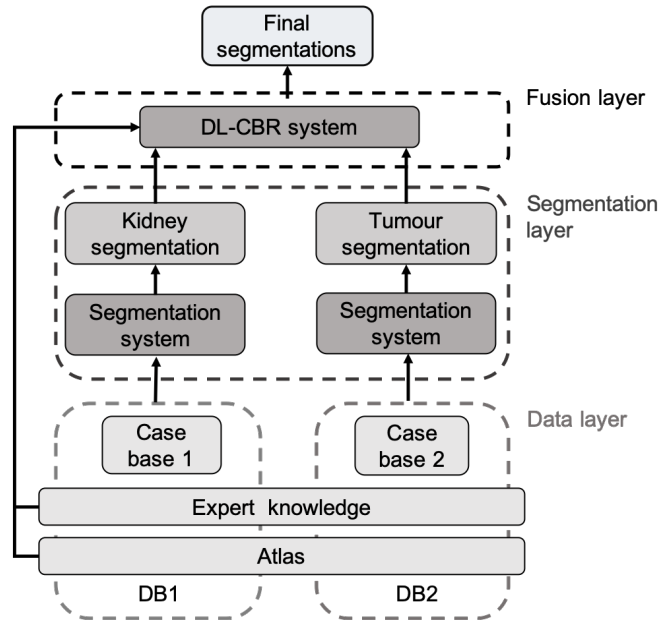 Final
segmentations
Fusion layer
DL-CBR system
Segmentation
layer
Kidney
segmentation
Tumour
segmentation
Segmentation
system
Segmentation
system
Data layer
Case
base 1
Case
base 2
Expert knowledge
Atlas
DB1
DB2